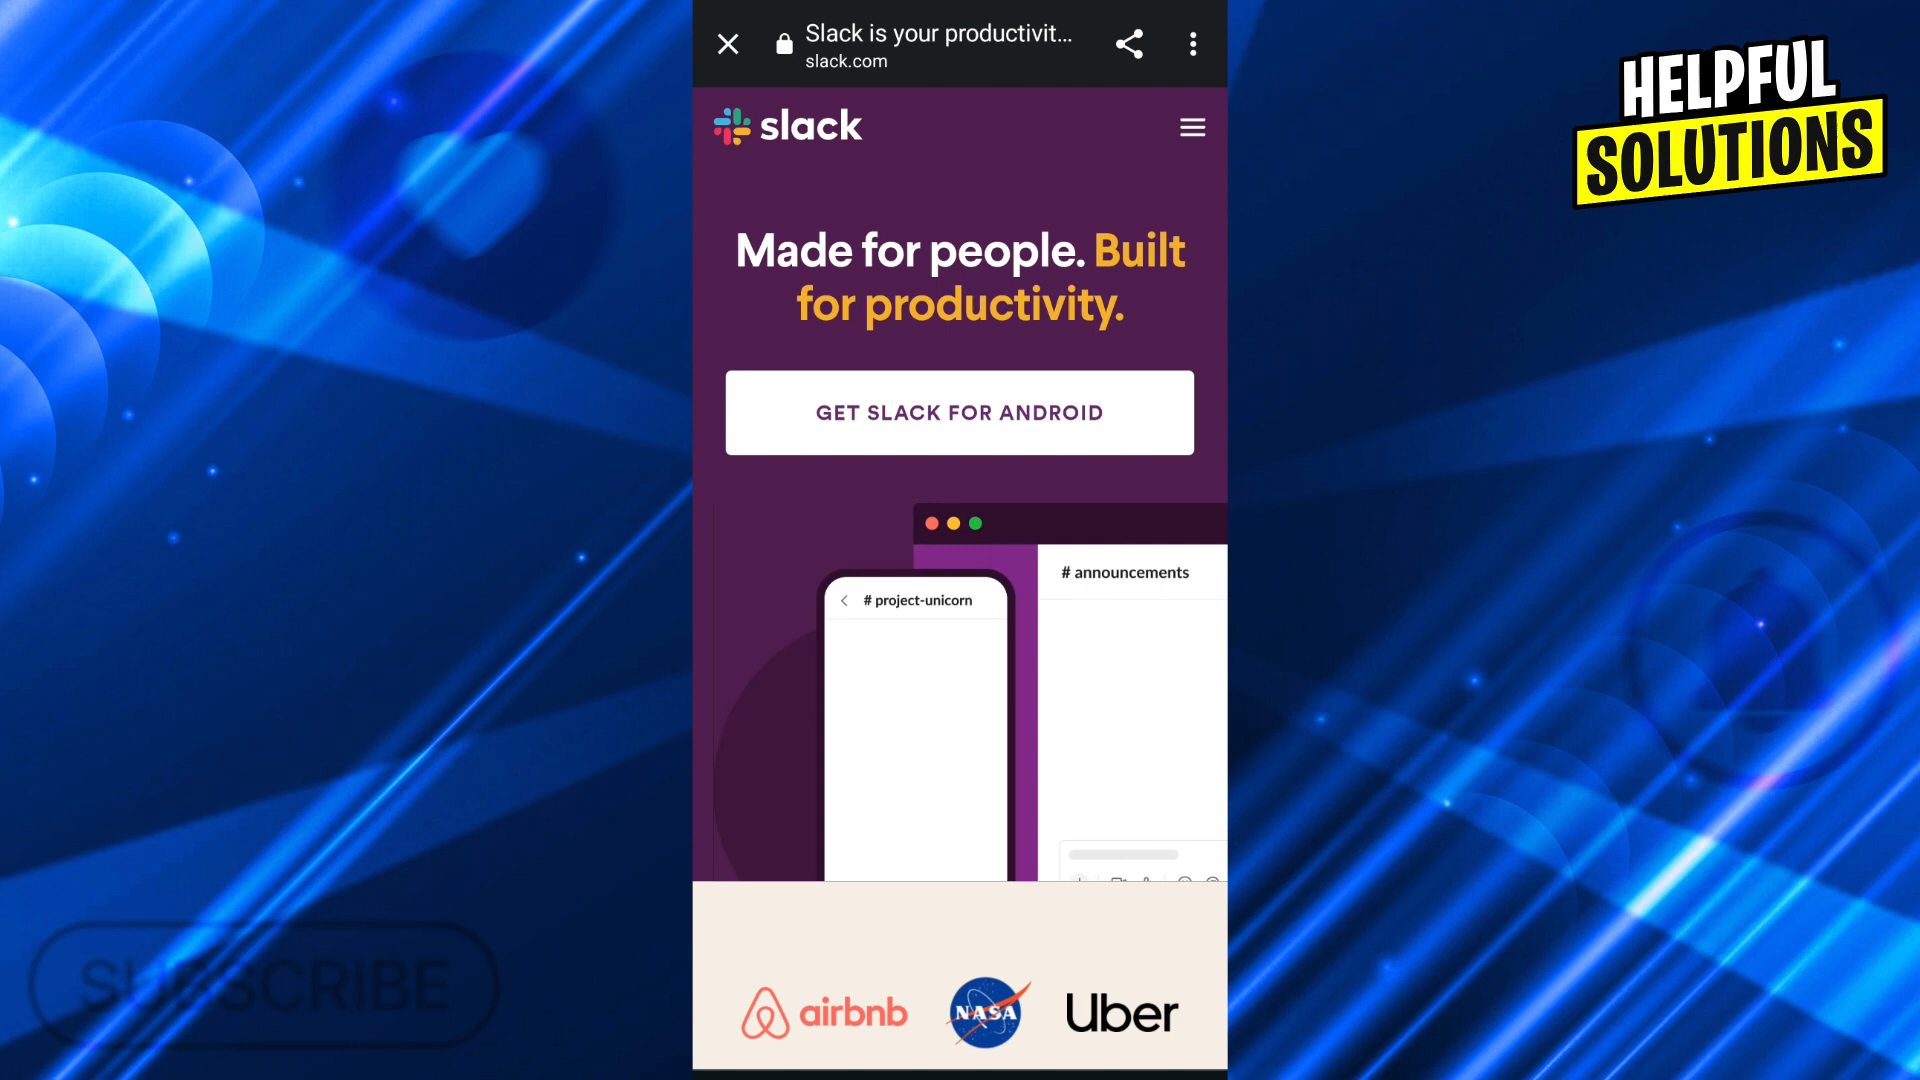 Slack is your productivit...
slack.com
HELPFUL
SOLUTIONS
slack
Made for people. Built
for productivity.
GET SLACK FOR ANDROID
# announcements
# project-unicorn
SUBSCRIBE
airbnb
NASA
Uber